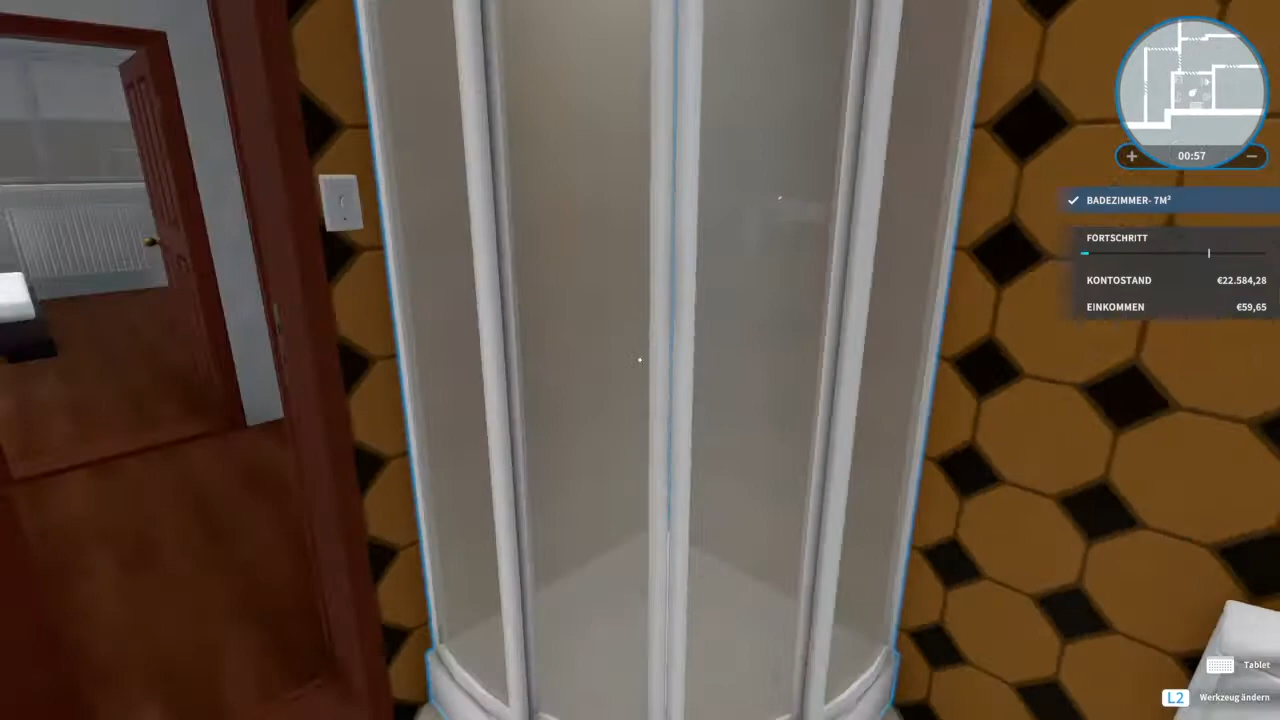 00:57
BADEZIMMER- 7M²
FORTSCHRITT
KONTOSTAND €22.584,28
EINKOMMEN €59,65
Tablet
L2 Werkzeug ändern